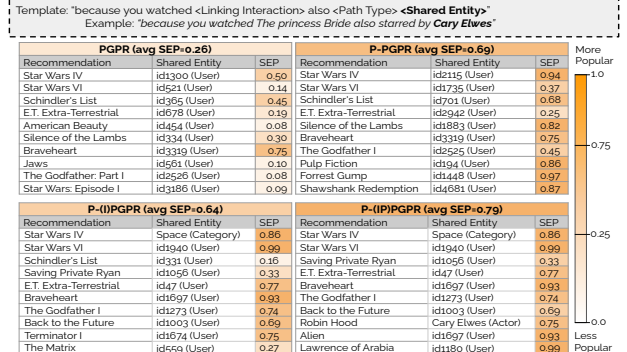 Template: "because you watched <Linking Interaction> also <Path Type> <Shared Entity>"
Example: "because you watched The princess Bride also starred by Cary Elwes"
PGPR (avg SEP=0.26)
Recommendation Shared Entity SEP
Star Wars IV id1300 (User) 0.50
Star Wars VI id521 (User) 0.14
Schindler's List id365 (User) 0.45
E.T. Extra-Terrestrial id678 (User) 0.19
American Beauty id454 (User) 0.08
Silence of the Lambs id334 (User) 0.30
Braveheart id3319 (User) 0.75
Jaws id561 (User) 0.10
The Godfather: Part I id2526 (User) 0.08
Star Wars: Episode I id3186 (User) 0.09
P-PGPR (avg SEP=0.69)
Recommendation Shared Entity SEP
Star Wars IV id2115 (User) 0.94
Star Wars VI id1735 (User) 0.37
Schindler's List id701 (User) 0.68
E.T. Extra-Terrestrial id2942 (User) 0.25
Silence of the Lambs id1883 (User) 0.82
Braveheart id3319 (User) 0.75
The Godfather I id2525 (User) 0.45
Pulp Fiction id194 (User) 0.86
Forrest Gump id1448 (User) 0.97
Shawshank Redemption id4681 (User) 0.87
P-(I)PGPR (avg SEP=0.64)
Recommendation Shared Entity SEP
Star Wars IV Space (Category) 0.86
Star Wars VI id1940 (User) 0.99
Schindler's List id331 (User) 0.16
Saving Private Ryan id1056 (User) 0.33
E.T. Extra-Terrestrial id47 (User) 0.77
Braveheart id1697 (User) 0.93
The Godfather I id1273 (User) 0.74
Back to the Future id1003 (User) 0.69
Terminator I id1674 (User) 0.75
The Matrix id559 (User) 0.27
P-(IP)PGPR (avg SEP=0.79)
Recommendation Shared Entity SEP
Star Wars IV Space (Category) 0.86
Star Wars VI id1940 (User) 0.99
Saving Private Ryan id1056 (User) 0.33
E.T. Extra-Terrestrial id47 (User) 0.77
Braveheart id1697 (User) 0.93
The Godfather I id1273 (User) 0.74
Back to the Future id1003 (User) 0.69
Robin Hood Cary Elwes (Actor) 0.75
Alien id1697 (User) 0.93
Lawrence of Arabia id1180 (User) 0.99
More
Popular
1.0
0.75
0.25
0.0
Less
Popular